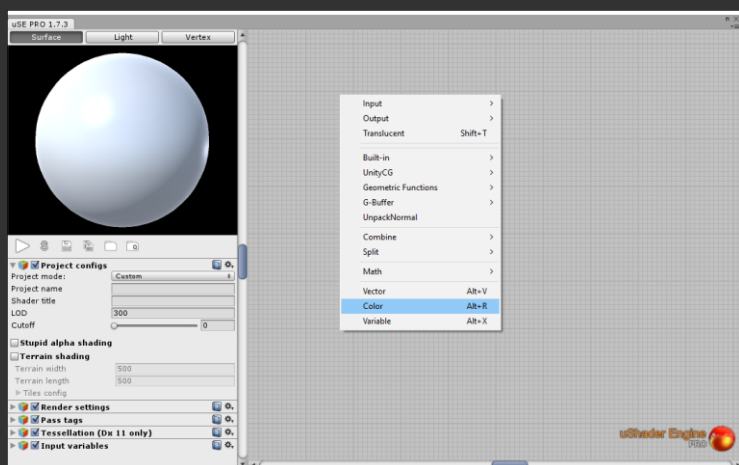 uSE PRO 1.7.3
Surface Light Vertex
Project configs
Project mode: Custom
Project name
Shader title
LOD 300
Cutoff 0
Stupid alpha shading
Terrain shading
Terrain width 500
Terrain length 500
Tiles config
Render settings
Pass tags
Tessellation (Dx 11 only)
Input variables
Input
Output
Translucent Shift+T
Built-in
UnityCG
Geometric Functions
G-Buffer
UnpackNormal
Combine
Split
Math
Vector Alt+V
Color Alt+R
Variable Alt+X
uShader Engine
PRO